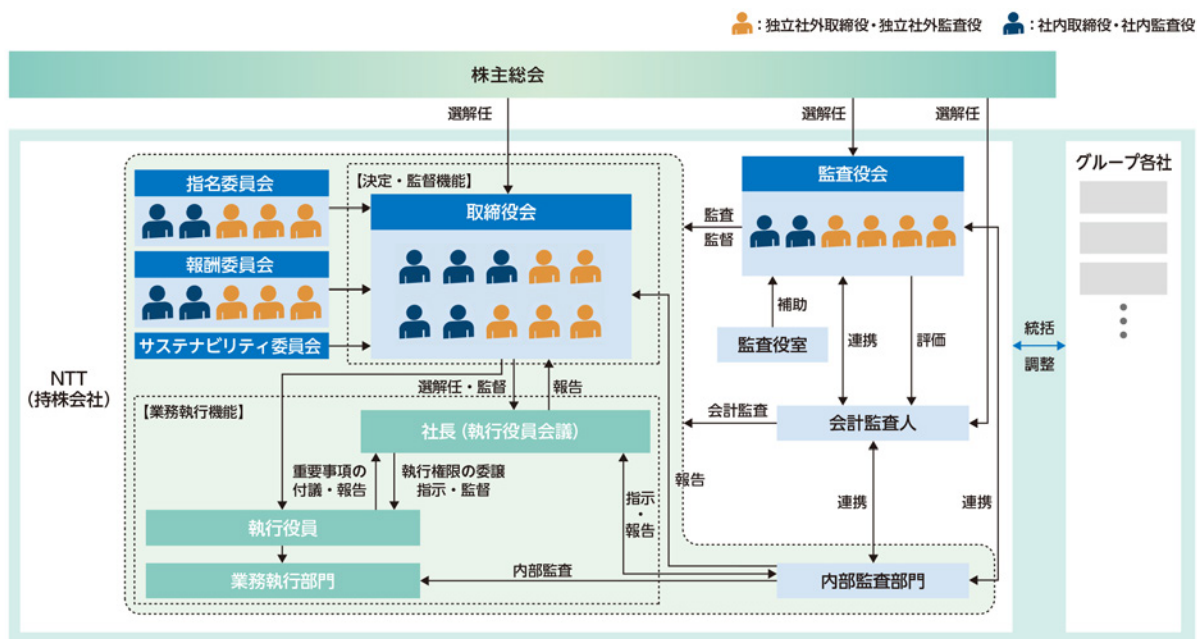 ：独立社外取締役・独立社外監査役
：社内取締役・社内監査役
株主総会
選解任
選解任
選解任
グループ各社
指名委員会
【決定・監督機能】
取締役会
監査役会
監査
監督
報酬委員会
サステナビリティ委員会
補助
監査役室
連携
評価
統括
調整
NTT
（持株会社）
選解任・監督
報告
【業務執行機能】
社長（執行役員会議）
会計監査
会計監査人
重要事項の
付議・報告
執行権限の委譲
指示・監督
指示
・
報告
報告
連携
連携
執行役員
内部監査
業務執行部門
内部監査部門